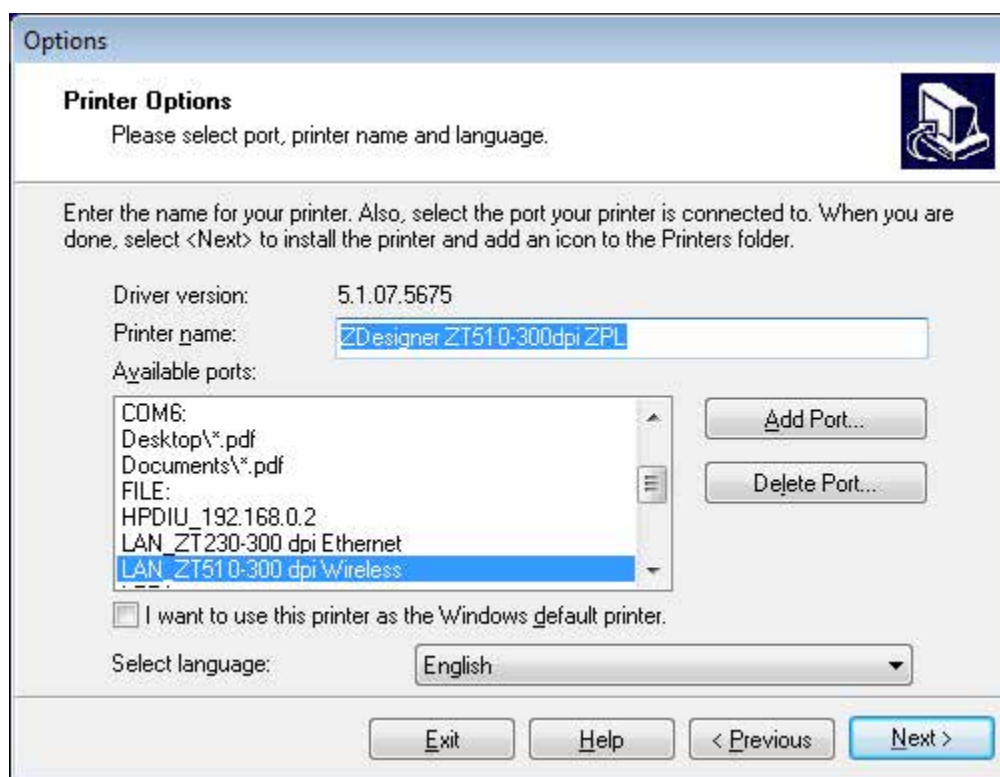 Options
Printer Options
Please select port, printer name and language.
Enter the name for your printer. Also, select the port your printer is connected to. When you are
done, select <Next> to install the printer and add an icon to the Printers folder.
Driver version: 5.1.07.5675
Printer name: ZDesigner ZT510-300dpi ZPL
Available ports:
COM6:
Desktop\*.pdf
Documents\*.pdf
FILE:
HPDIU_192.168.0.2
LAN_ZT230-300 dpi Ethernet
LAN_ZT510-300 dpi Wireless
Add Port...
Delete Port...
I want to use this printer as the Windows default printer.
Select language: English
Exit Help < Previous Next >